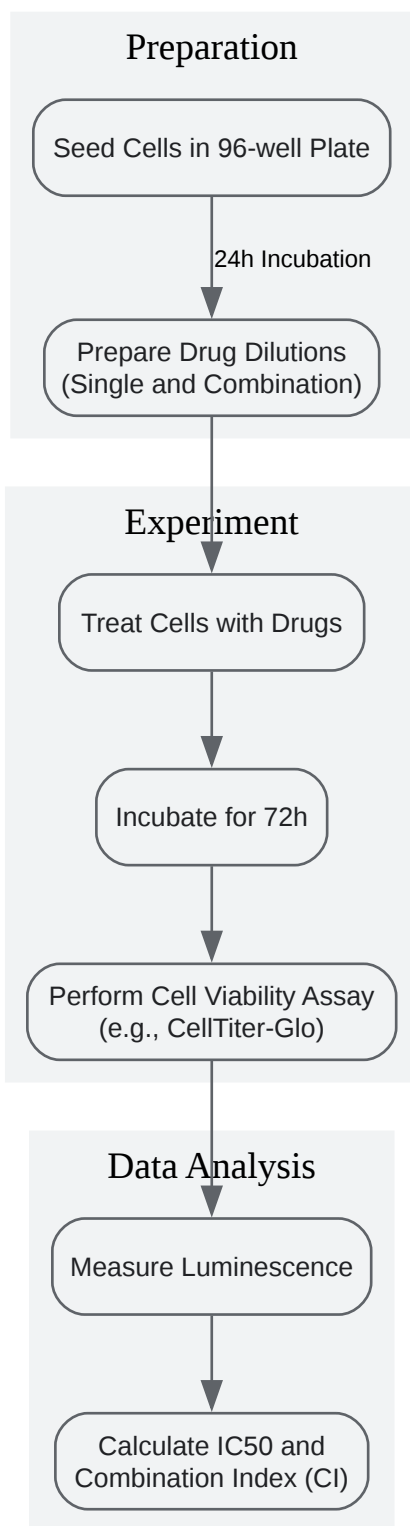 Preparation
Seed Cells in 96-well Plate
24h Incubation
Prepare Drug Dilutions
(Single and Combination)
Experiment
Treat Cells with Drugs
Incubate for 72h
Perform Cell Viability Assay
(e.g., CellTiter-Glo)
Data Analysis
Measure Luminescence
Calculate IC50 and
Combination Index (CI)